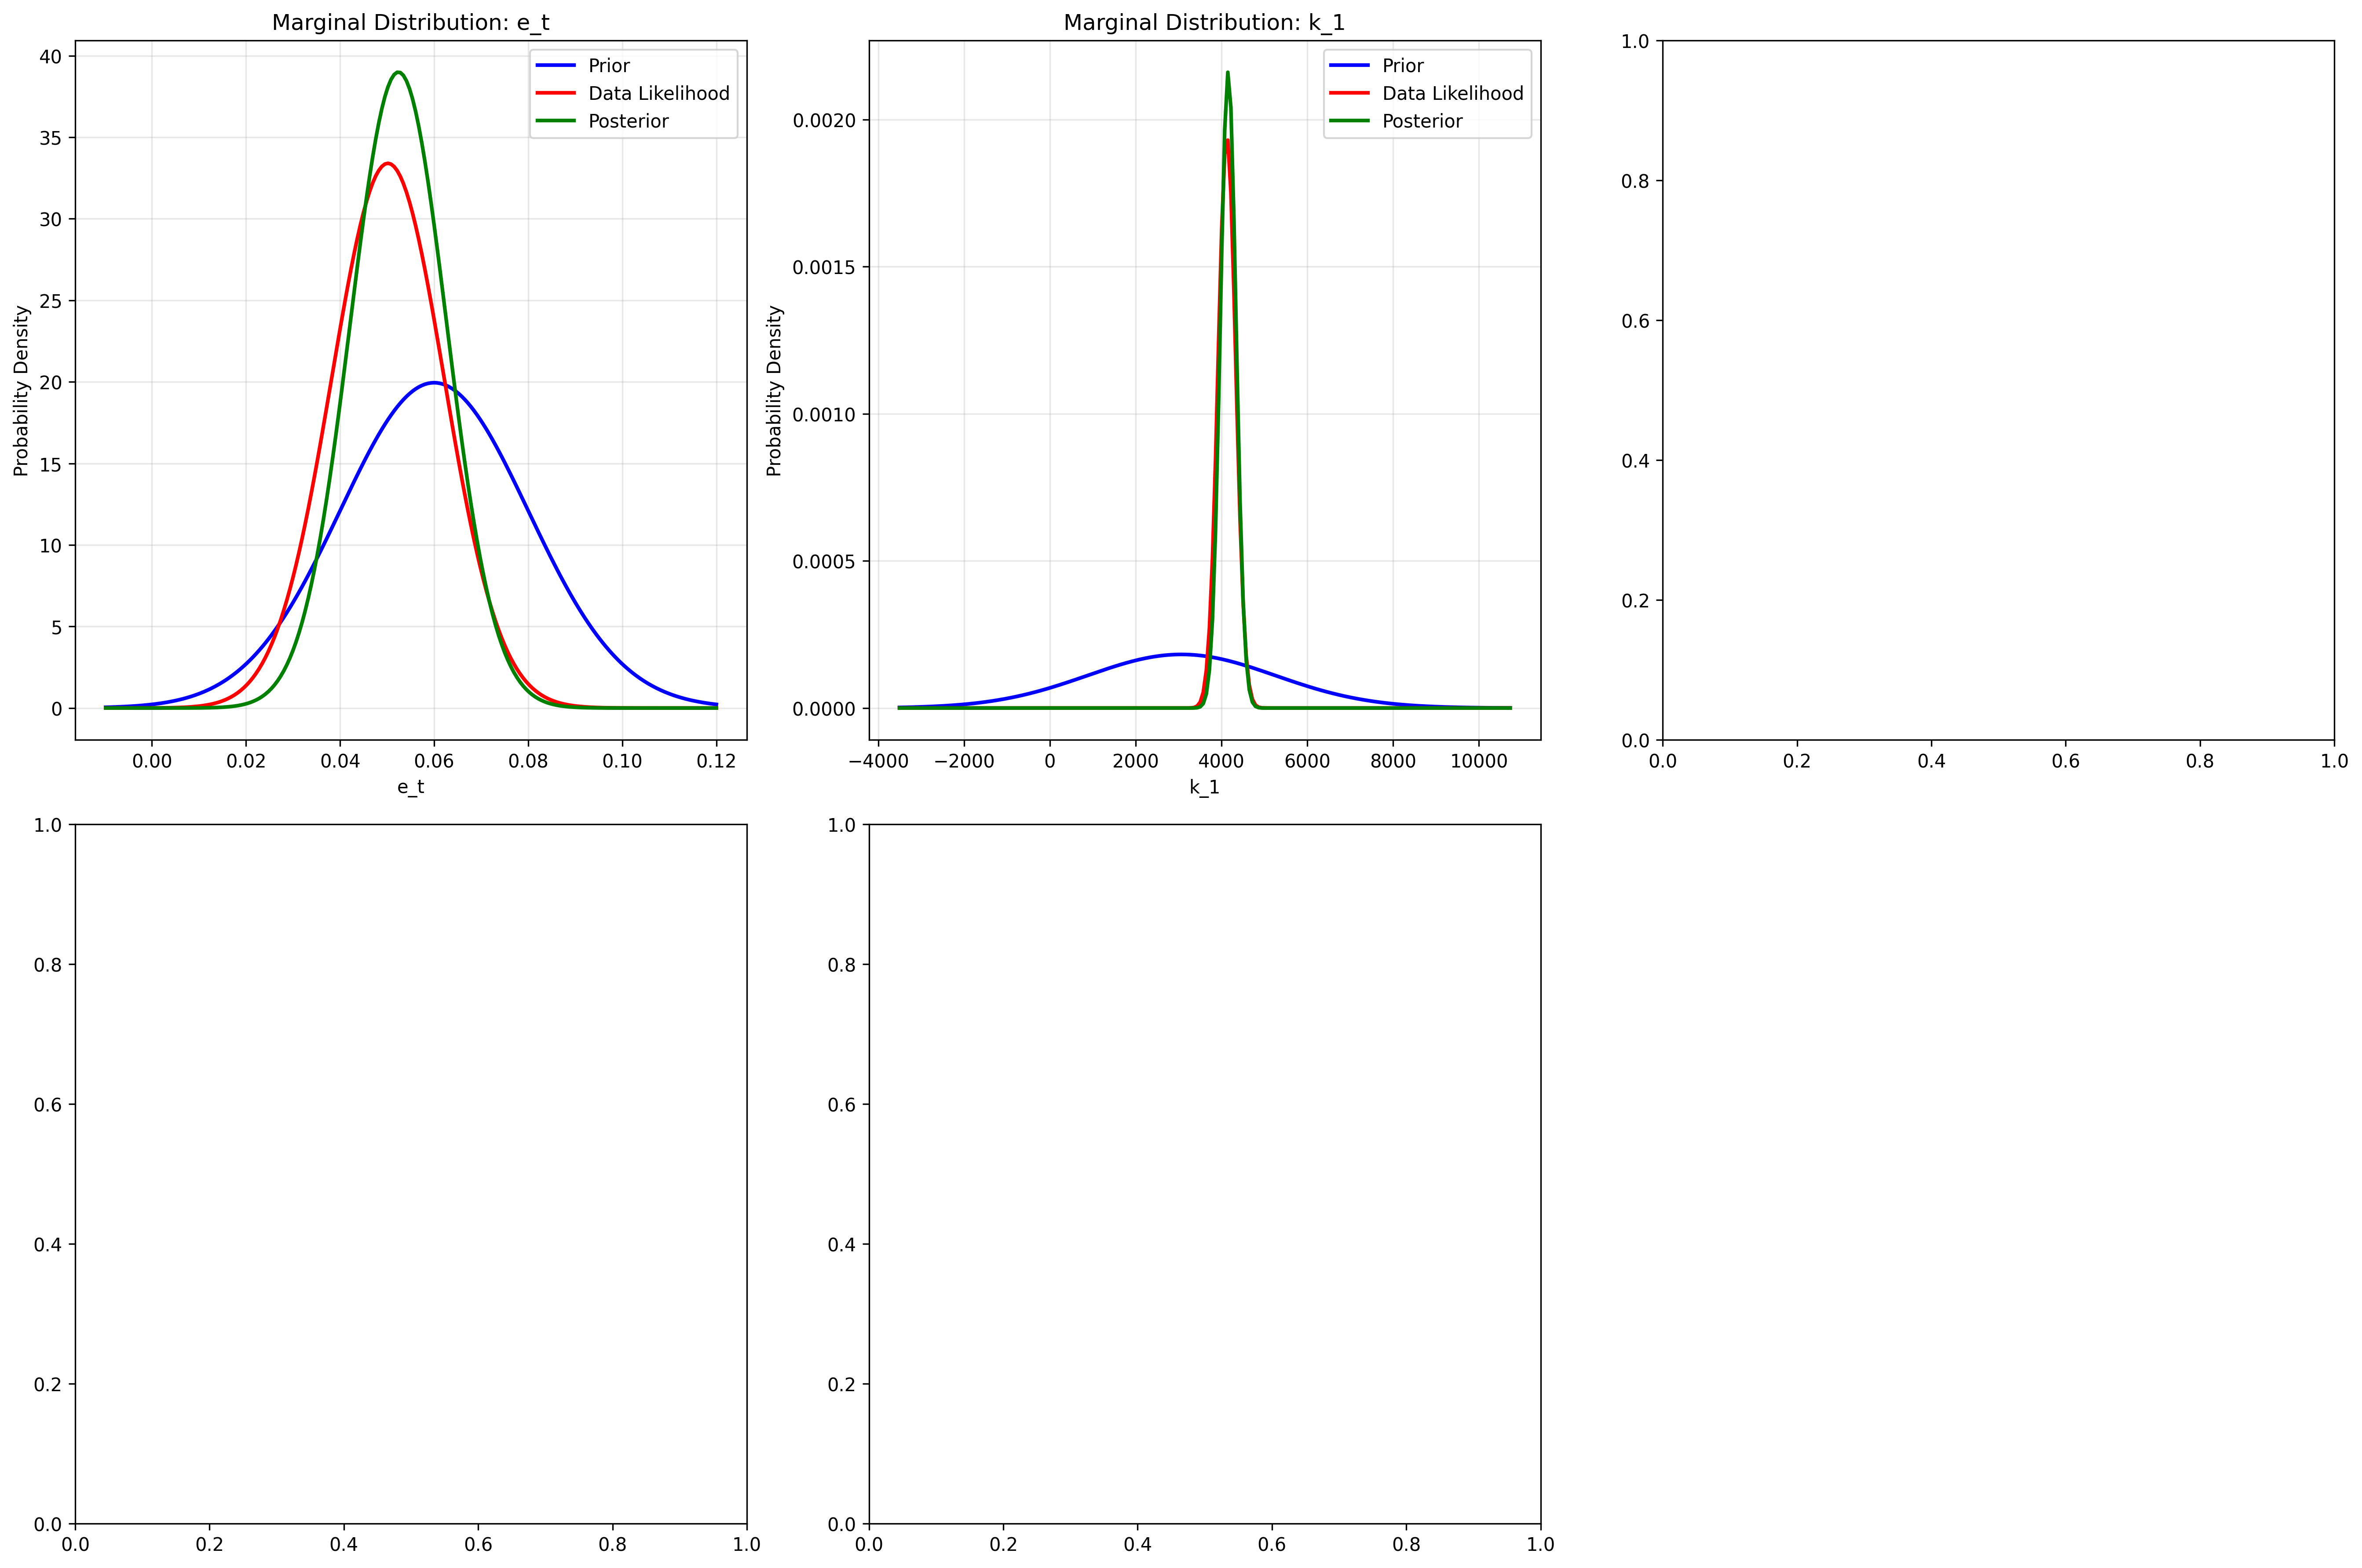 Marginal Distribution: e_t
Probability Density
40
35
30
25
20
15
10
5
0
0.00 0.02 0.04 0.06 0.08 0.10 0.12
e_t
Prior
Data Likelihood
Posterior
Marginal Distribution: k_1
Probability Density
0.0020
0.0015
0.0010
0.0005
0.0000
−4000 −2000 0 2000 4000 6000 8000 10000
k_1
Prior
Data Likelihood
Posterior
1.0
0.8
0.6
0.4
0.2
0.0
0.0 0.2 0.4 0.6 0.8 1.0
1.0
0.8
0.6
0.4
0.2
0.0
0.0 0.2 0.4 0.6 0.8 1.0
1.0
0.8
0.6
0.4
0.2
0.0
0.0 0.2 0.4 0.6 0.8 1.0